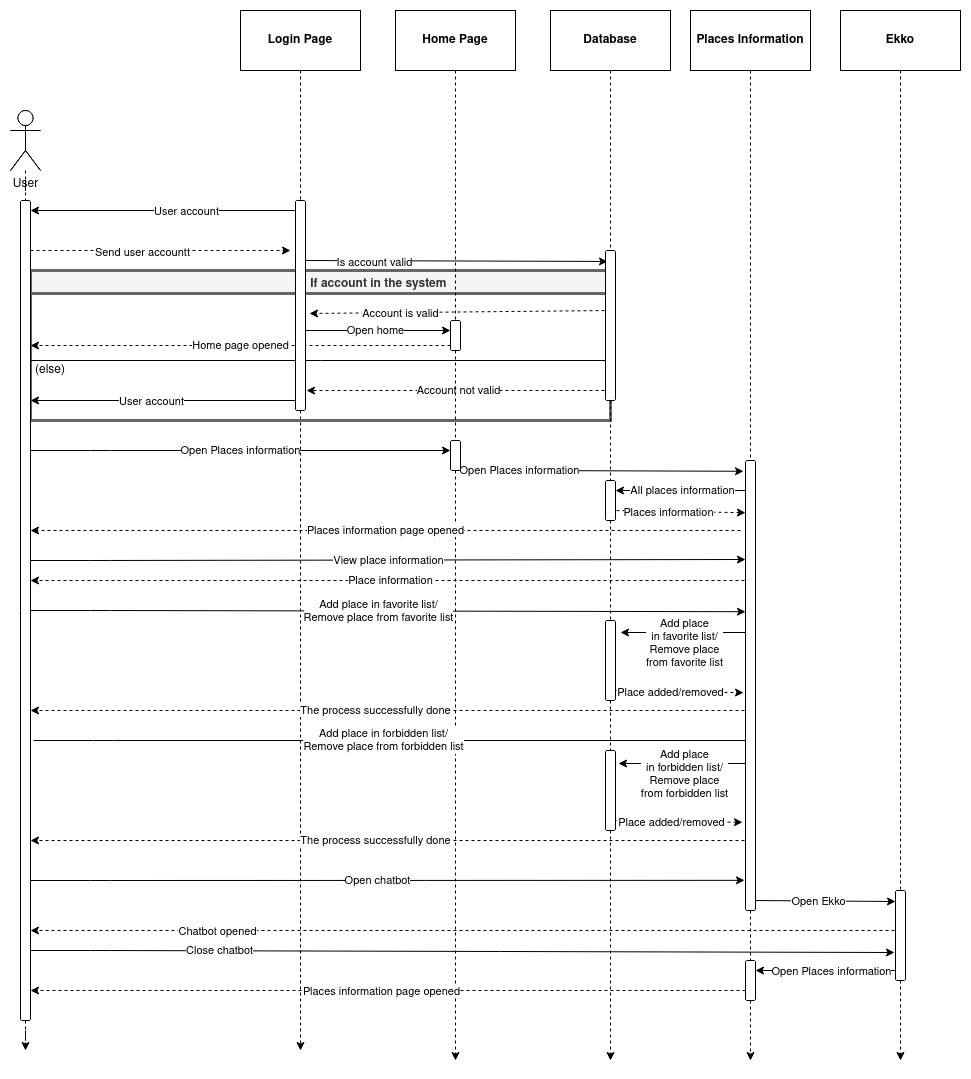 Login Page
Home Page
Database
Places Information
Ekko
User
User account
Send user accountt
Is account valid
If account in the system
Account is valid
Open home
Home page opened
(else)
Account not valid
User account
Open Places information
Open Places information
All places information
Places information
Places information page opened
View place information
Place information
Add place in favorite list/
Remove place from favorite list
Add place
in favorite list/
Remove place
from favorite list
Place added/removed
The process successfully done
Add place in forbidden list/
Remove place from forbidden list
Add place
in forbidden list/
Remove place
from forbidden list
Place added/removed
The process successfully done
Open chatbot
Open Ekko
Chatbot opened
Close chatbot
Open Places information
Places information page opened